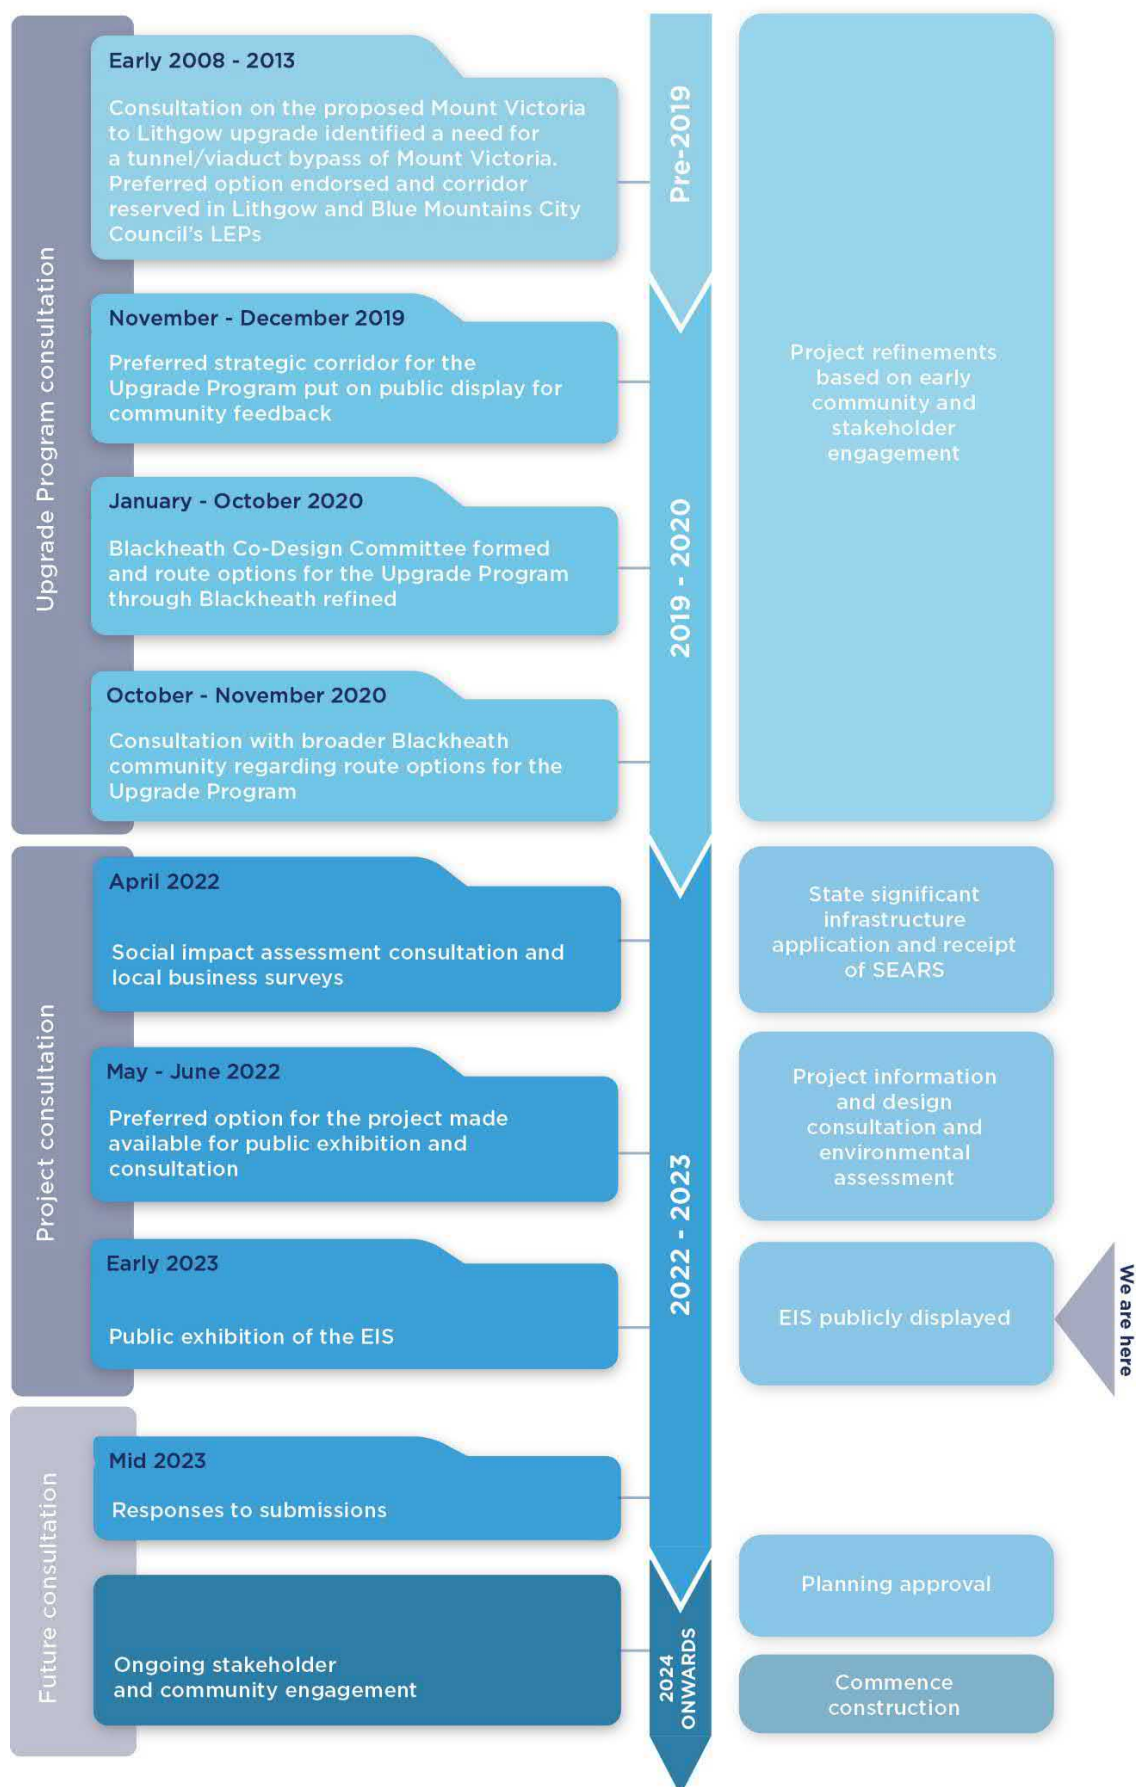 Upgrade Program consultation
Early 2008 - 2013
Consultation on the proposed Mount Victoria
to Lithgow upgrade identified a need for
a tunnel/viaduct bypass of Mount Victoria.
Preferred option endorsed and corridor
reserved in Lithgow and Blue Mountains City
Council's LEPs
Pre-2019
November - December 2019
Preferred strategic corridor for the
Upgrade Program put on public display for
community feedback
January - October 2020
Blackheath Co-Design Committee formed
and route options for the Upgrade Program
through Blackheath refined
2019 - 2020
October - November 2020
Consultation with broader Blackheath
community regarding route options for the
Upgrade Program
Project refinements
based on early
community and
stakeholder
engagement
Project consultation
April 2022
Social impact assessment consultation and
local business surveys
State significant
infrastructure
application and receipt
of SEARS
May - June 2022
Preferred option for the project made
available for public exhibition and
consultation
2022 - 2023
Project information
and design
consultation and
environmental
assessment
Early 2023
Public exhibition of the EIS
EIS publicly displayed
We are here
Future consultation
Mid 2023
Responses to submissions
Planning approval
Ongoing stakeholder
and community engagement
2024
ONWARDS
Commence
construction